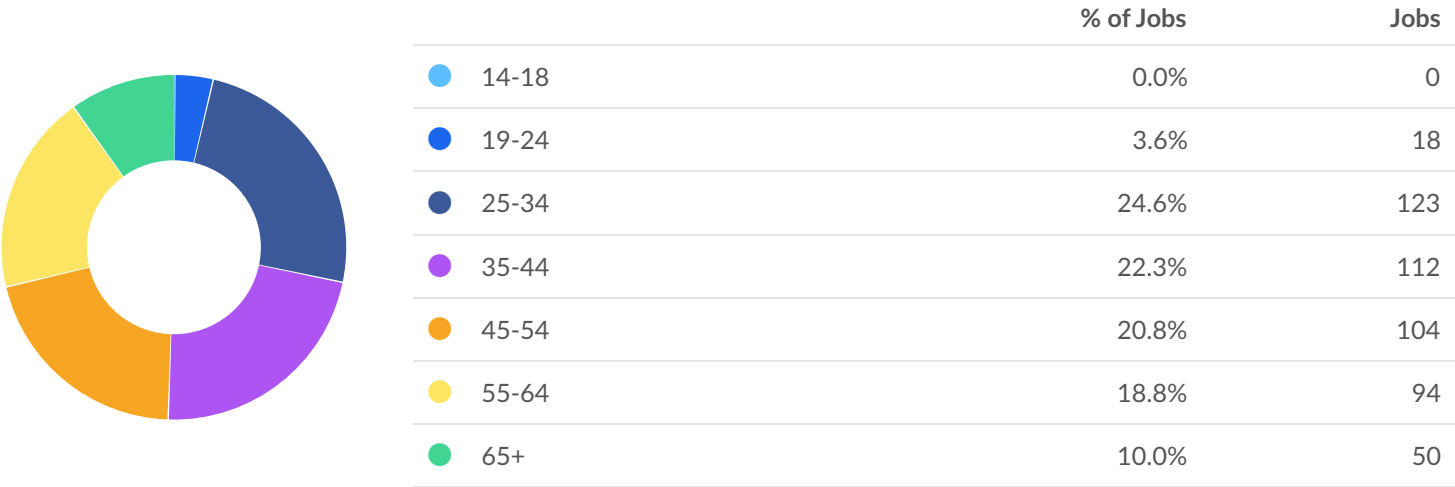 % of Jobs Jobs
14-18 0.0% 0
19-24 3.6% 18
25-34 24.6% 123
35-44 22.3% 112
45-54 20.8% 104
55-64 18.8% 94
65+ 10.0% 50